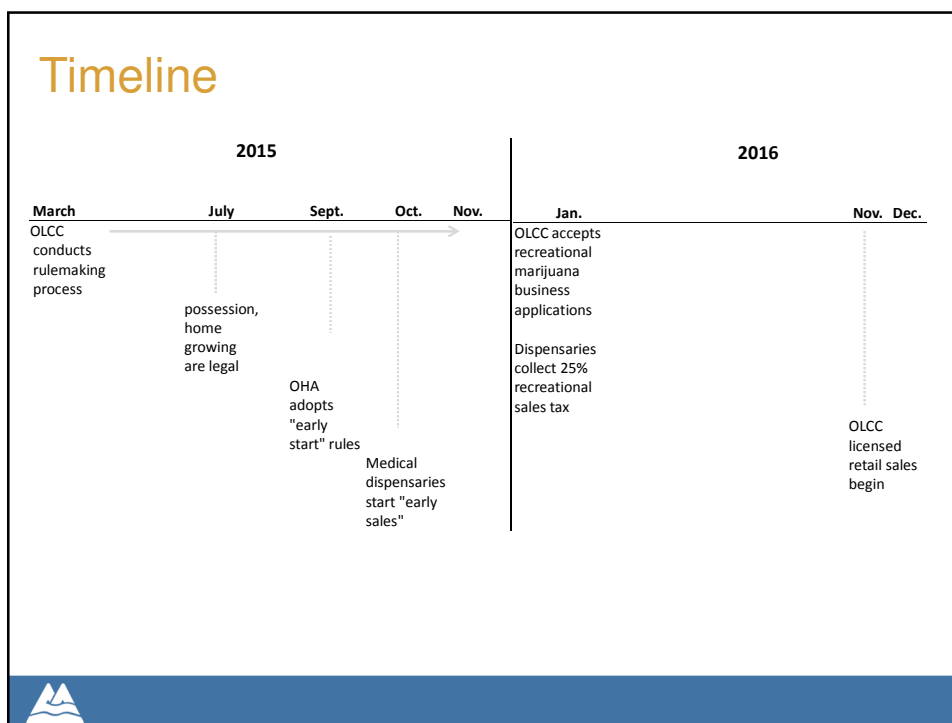 Timeline
2015
2016
March July Sept. Oct. Nov.
Jan. Nov. Dec.
OLCC
conducts
rulemaking
process
possession,
home
growing
are legal
OHA
adopts
"early
start" rules
Medical
dispensaries
start "early
sales"
OLCC accepts
recreational
marijuana
business
applications
Dispensaries
collect 25%
recreational
sales tax
OLCC
licensed
retail sales
begin